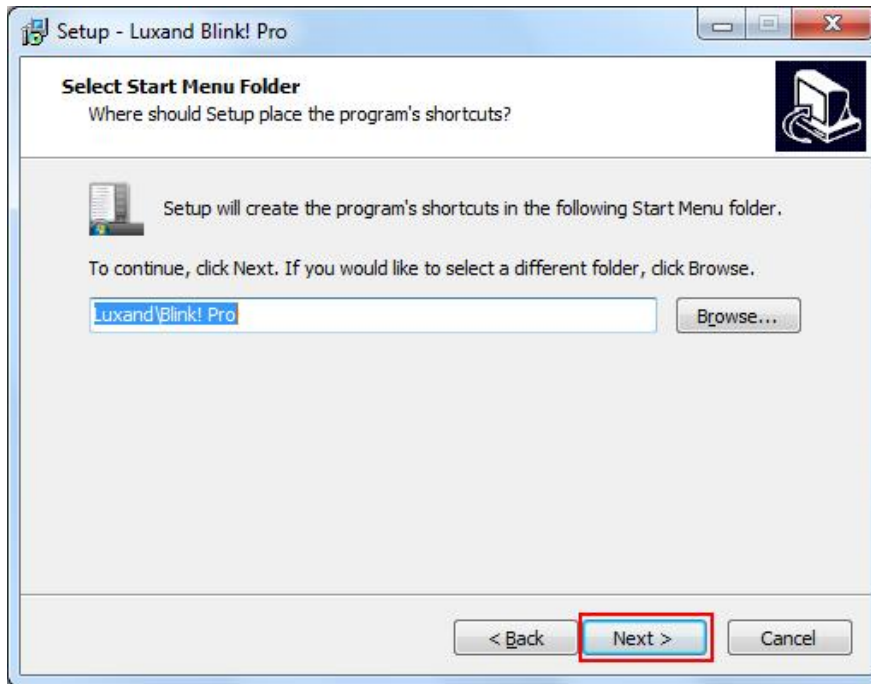 Setup - Luxand Blink! Pro
Select Start Menu Folder
Where should Setup place the program's shortcuts?
Setup will create the program's shortcuts in the following Start Menu folder.
To continue, click Next. If you would like to select a different folder, click Browse.
Luxand\Blink! Pro
Browse...
< Back
Next >
Cancel